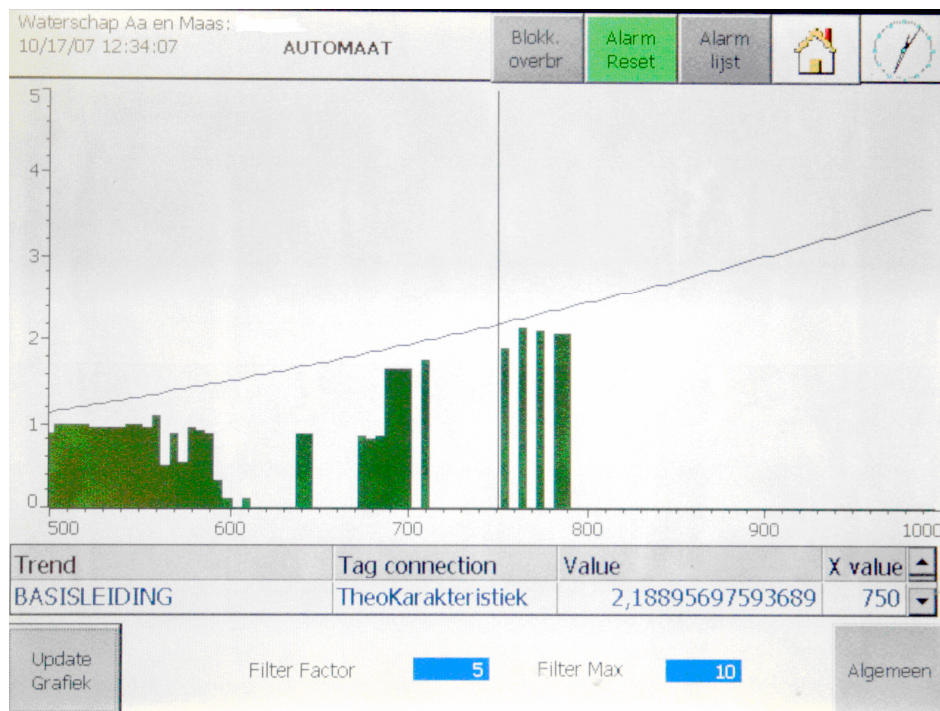 Waterschap Aa en Maas:
10/17/07 12:34:07
AUTOMAAT
Blokk.
overbr
Alarm
Reset
Alarm
lijst
5
4
3
2
1
0
500 600 700 800 900 1000
Trend Tag connection Value X value
BASISLEIDING TheoKarakteristiek 2,18895697593689 750
Update
Grafiek
Filter Factor 5 Filter Max 10
Algemeen